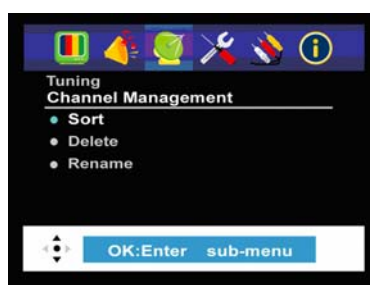 Tuning
Channel Management
Sort
Delete
Rename
OK:Enter sub-menu